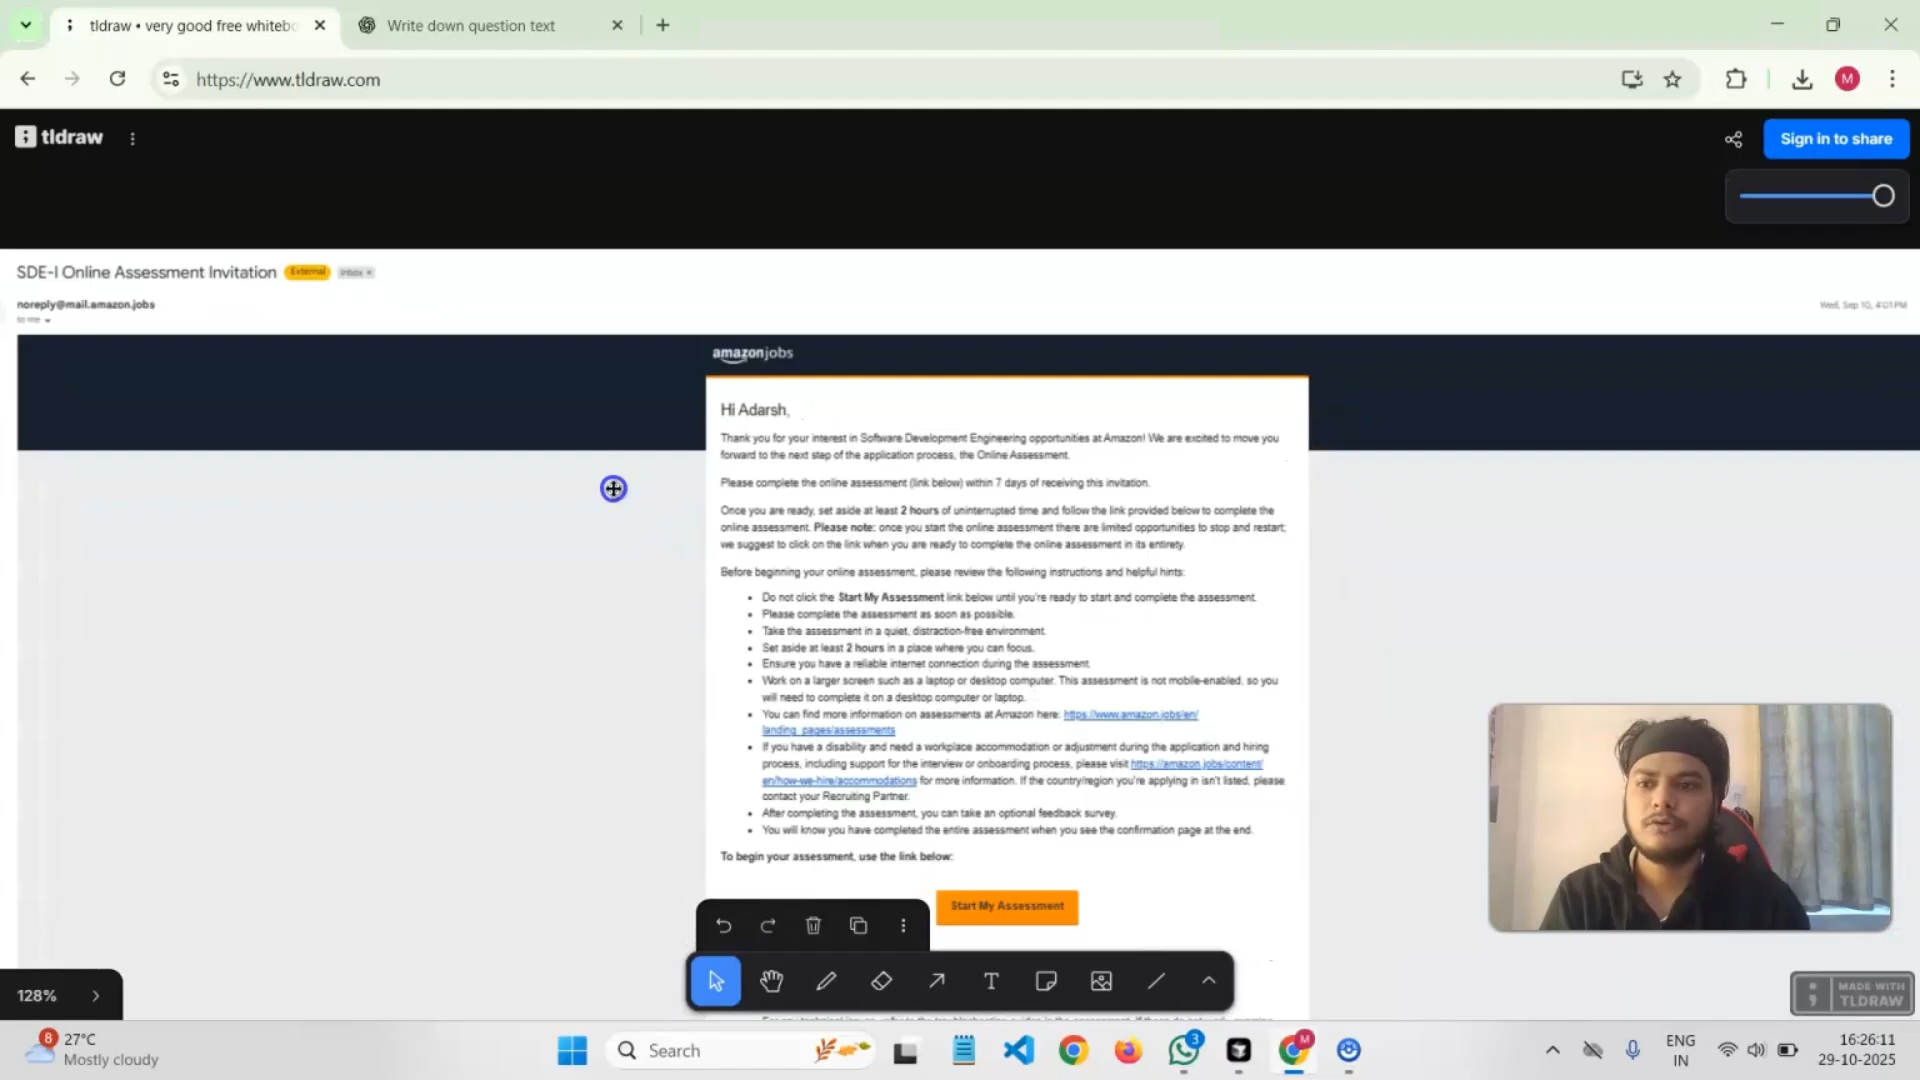 tldraw • very good free whitebo
Write down question text
https://www.tldraw.com
M
tldraw
Sign in to share
SDE-I Online Assessment Invitation External Inbox ×
noreply@mail.amazon.jobs
Wed, Sep 10, 4:01 PM
to me
amazon jobs
Hi Adarsh,
Thank you for your interest in Software Development Engineering opportunities at Amazon! We are excited to move you
forward to the next step of the application process, the Online Assessment.
Please complete the online assessment (link below) within 7 days of receiving this invitation.
Once you are ready, set aside at least 2 hours of uninterrupted time and follow the link provided below to complete the
online assessment. Please note: once you start the online assessment there are limited opportunities to stop and restart;
we suggest to click on the link when you are ready to complete the online assessment in its entirety.
Before beginning your online assessment, please review the following instructions and helpful hints:
• Do not click the Start My Assessment link below until you're ready to start and complete the assessment.
• Please complete the assessment as soon as possible.
• Take the assessment in a quiet, distraction-free environment.
• Set aside at least 2 hours in a place where you can focus.
• Ensure you have a reliable internet connection during the assessment.
• Work on a larger screen such as a laptop or desktop computer. This assessment is not mobile-enabled, so you
will need to complete it on a desktop computer or laptop.
• You can find more information on assessments at Amazon here: https://www.amazon.jobs/en/
landing_pages/assessments
• If you have a disability and need a workplace accommodation or adjustment during the application and hiring
process, including support for the interview or onboarding process, please visit https://amazon.jobs/content/
en/how-we-hire/accommodations for more information. If the country/region you're applying in isn't listed, please
contact your Recruiting Partner.
• After completing the assessment, you can take an optional feedback survey.
• You will know you have completed the entire assessment when you see the confirmation page at the end.
To begin your assessment, use the link below:
Start My Assessment
T
128%
MADE WITH
TLDRAW
8
27°C
Mostly cloudy
Search
3
M
ENG
IN
16:26:11
29-10-2025